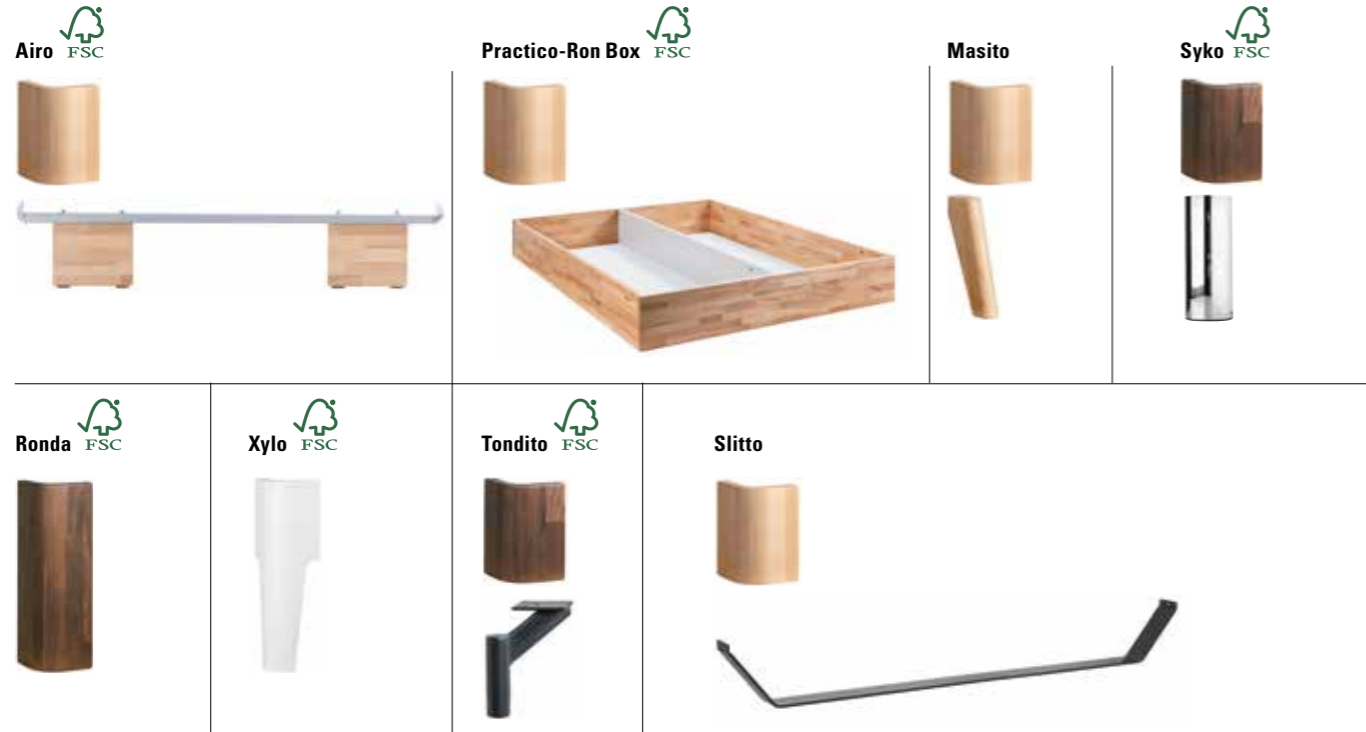 Airo FSC
Practico-Ron Box FSC
Masito
Syko FSC
Ronda FSC
Xylo FSC
Tondito FSC
Slitto